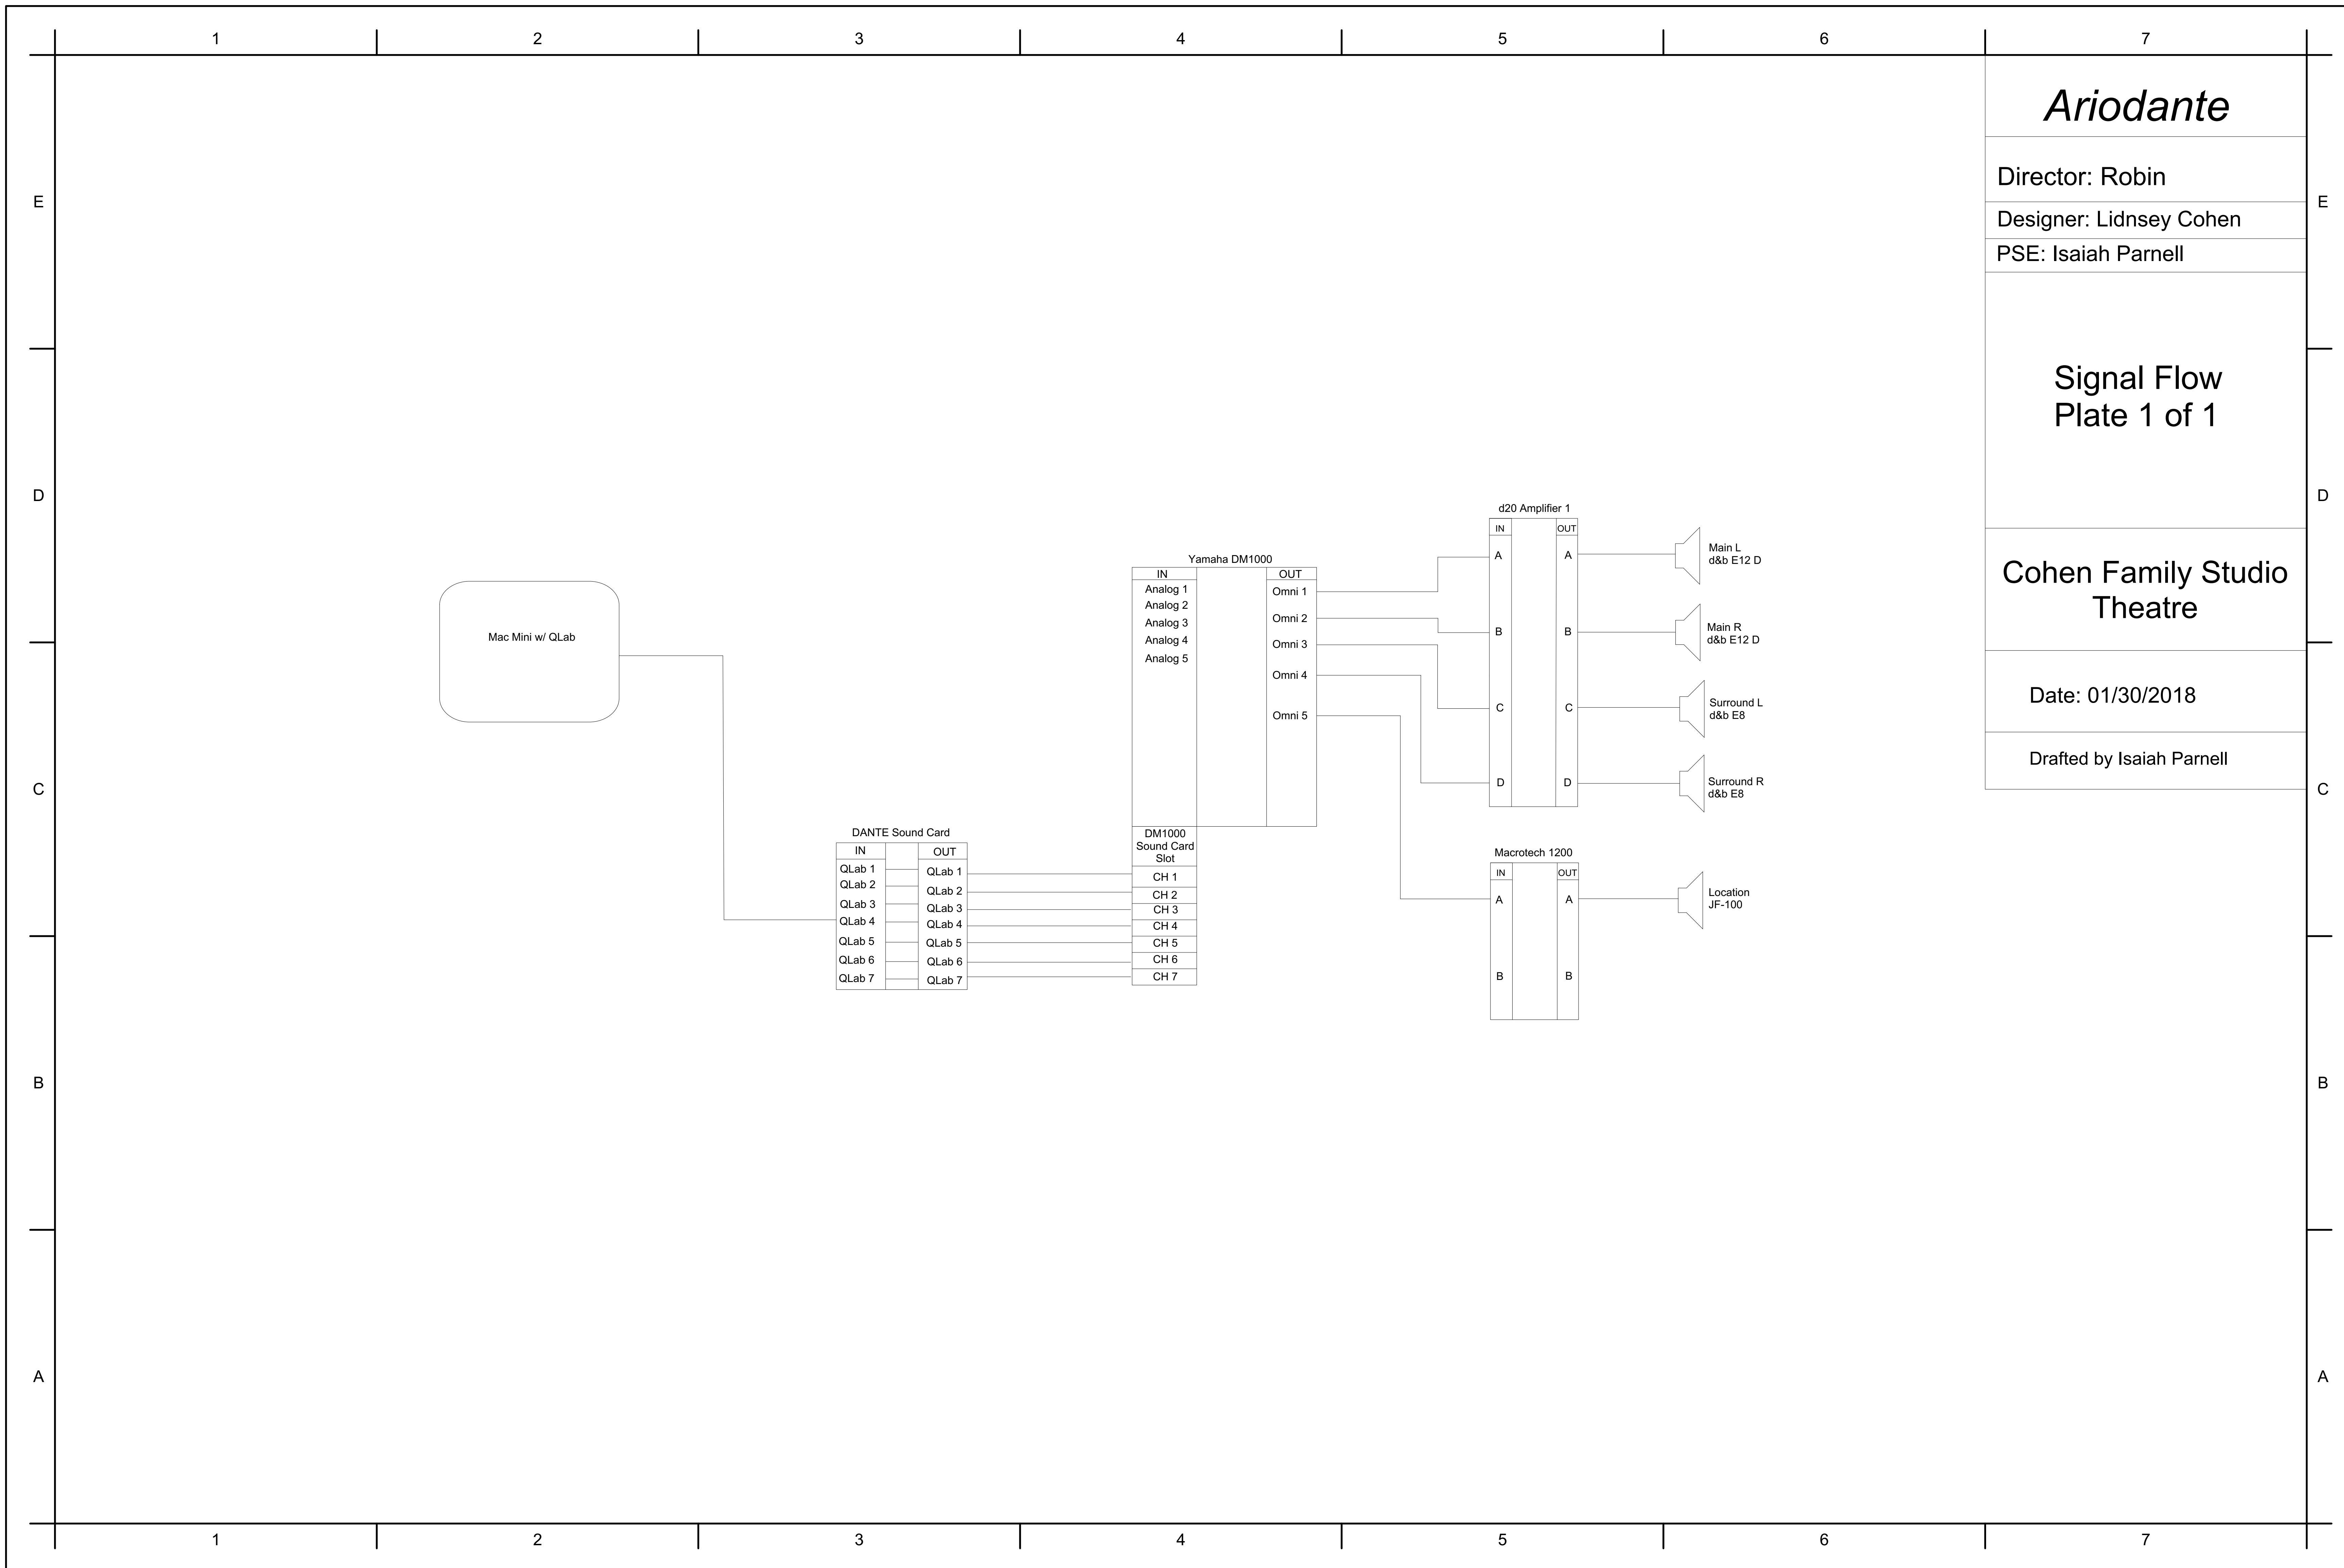 1 2 3 4 5 6 7
E
D
C
B
A
Mac Mini w/ QLab
DANTE Sound Card
IN OUT
QLab 1 QLab 1
QLab 2 QLab 2
QLab 3 QLab 3
QLab 4 QLab 4
QLab 5 QLab 5
QLab 6 QLab 6
QLab 7 QLab 7
Yamaha DM1000
IN OUT
Analog 1 Omni 1
Analog 2 Omni 2
Analog 3 Omni 3
Analog 4 Omni 4
Analog 5 Omni 5
DM1000
Sound Card
Slot
CH 1
CH 2
CH 3
CH 4
CH 5
CH 6
CH 7
d20 Amplifier 1
IN OUT
A A
B B
C C
D D
Macrotech 1200
IN OUT
A A
B B
Main L
d&b E12 D
Main R
d&b E12 D
Surround L
d&b E8
Surround R
d&b E8
Location
JF-100
Ariodante
Director: Robin
Designer: Lidnsey Cohen
PSE: Isaiah Parnell
Signal Flow
Plate 1 of 1
Cohen Family Studio
Theatre
Date: 01/30/2018
Drafted by Isaiah Parnell
E
D
C
B
A
1 2 3 4 5 6 7